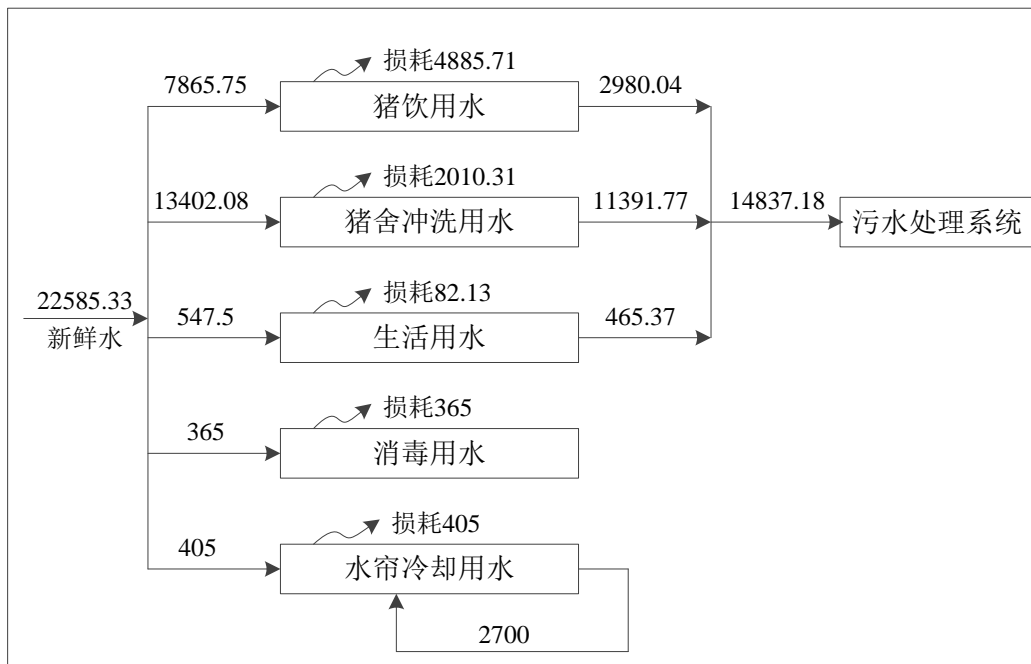 损耗4885.71
7865.75
猪饮用水
2980.04
损耗2010.31
13402.08
猪舍冲洗用水
11391.77
14837.18
污水处理系统
22585.33
新鲜水
损耗82.13
547.5
生活用水
465.37
损耗365
365
消毒用水
损耗405
405
水帘冷却用水
2700